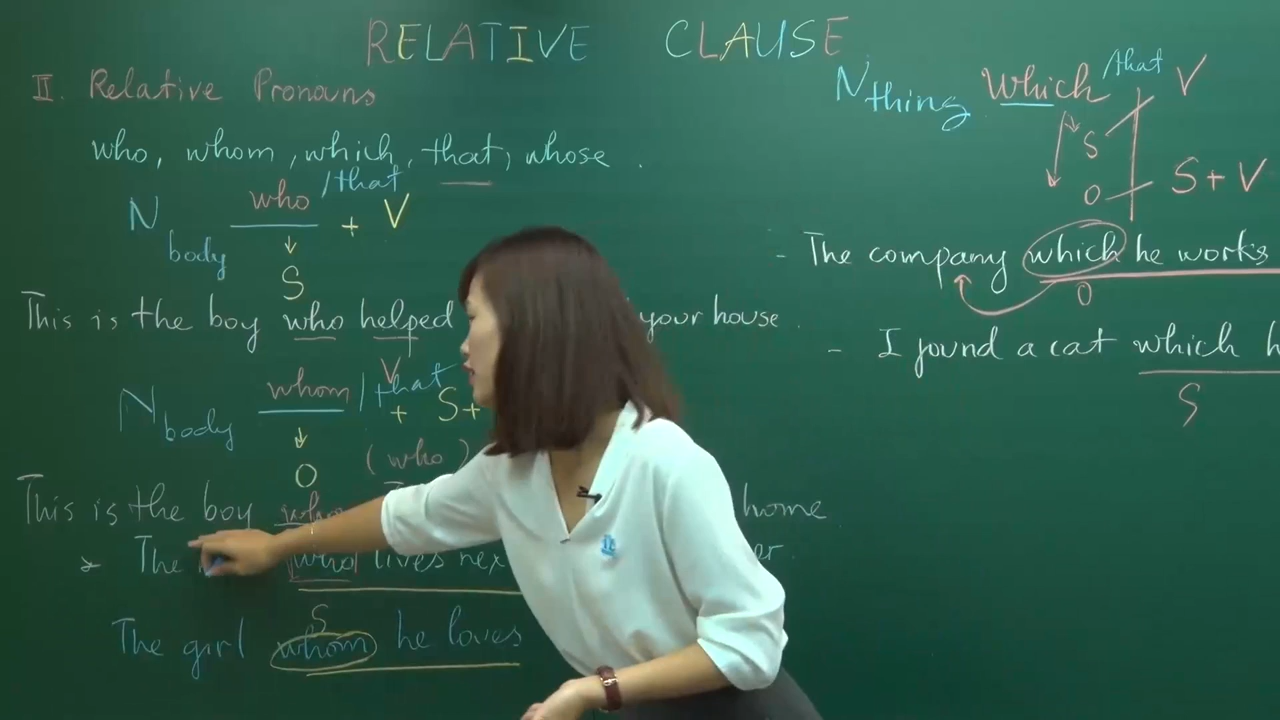 RELATIVE CLAUSE
II. Relative Pronouns
who, whom, which, that, whose.
N body who /that + V
S
This is the boy who helped your house.
V
N body whom /that + S+
O
(who)
This is the boy home
The who lives
S
The girl whom he loves
N thing which /that V
S
O S+V
- The company which he works
O
- I found a cat which
S